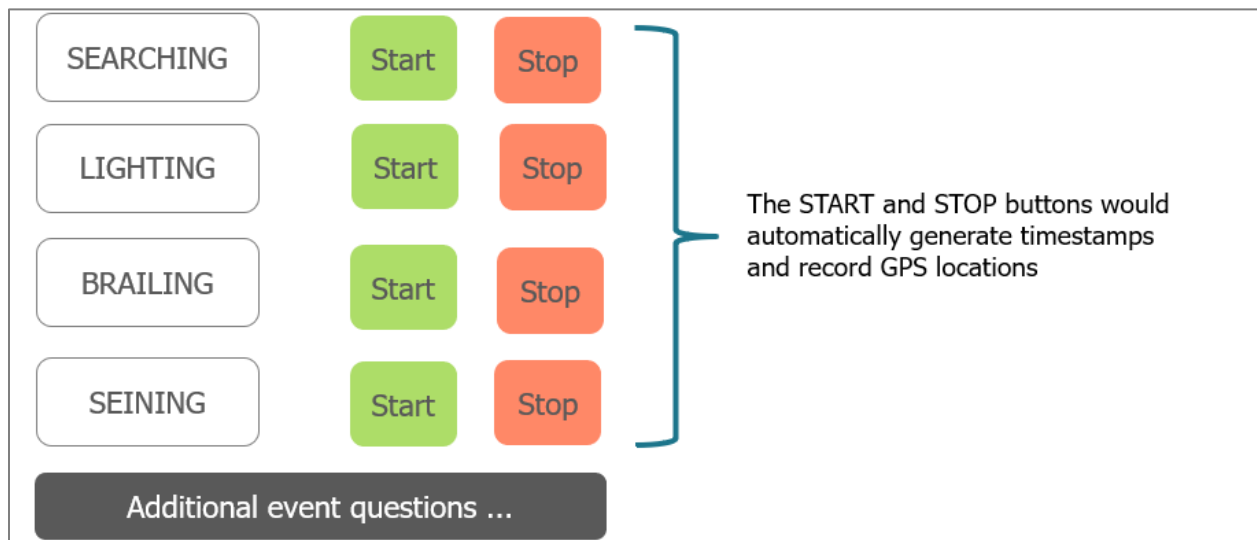 SEARCHING Start Stop
LIGHTING Start Stop
The START and STOP buttons would
automatically generate timestamps
and record GPS locations
BRAILING Start Stop
SEINING Start Stop
Additional event questions ...